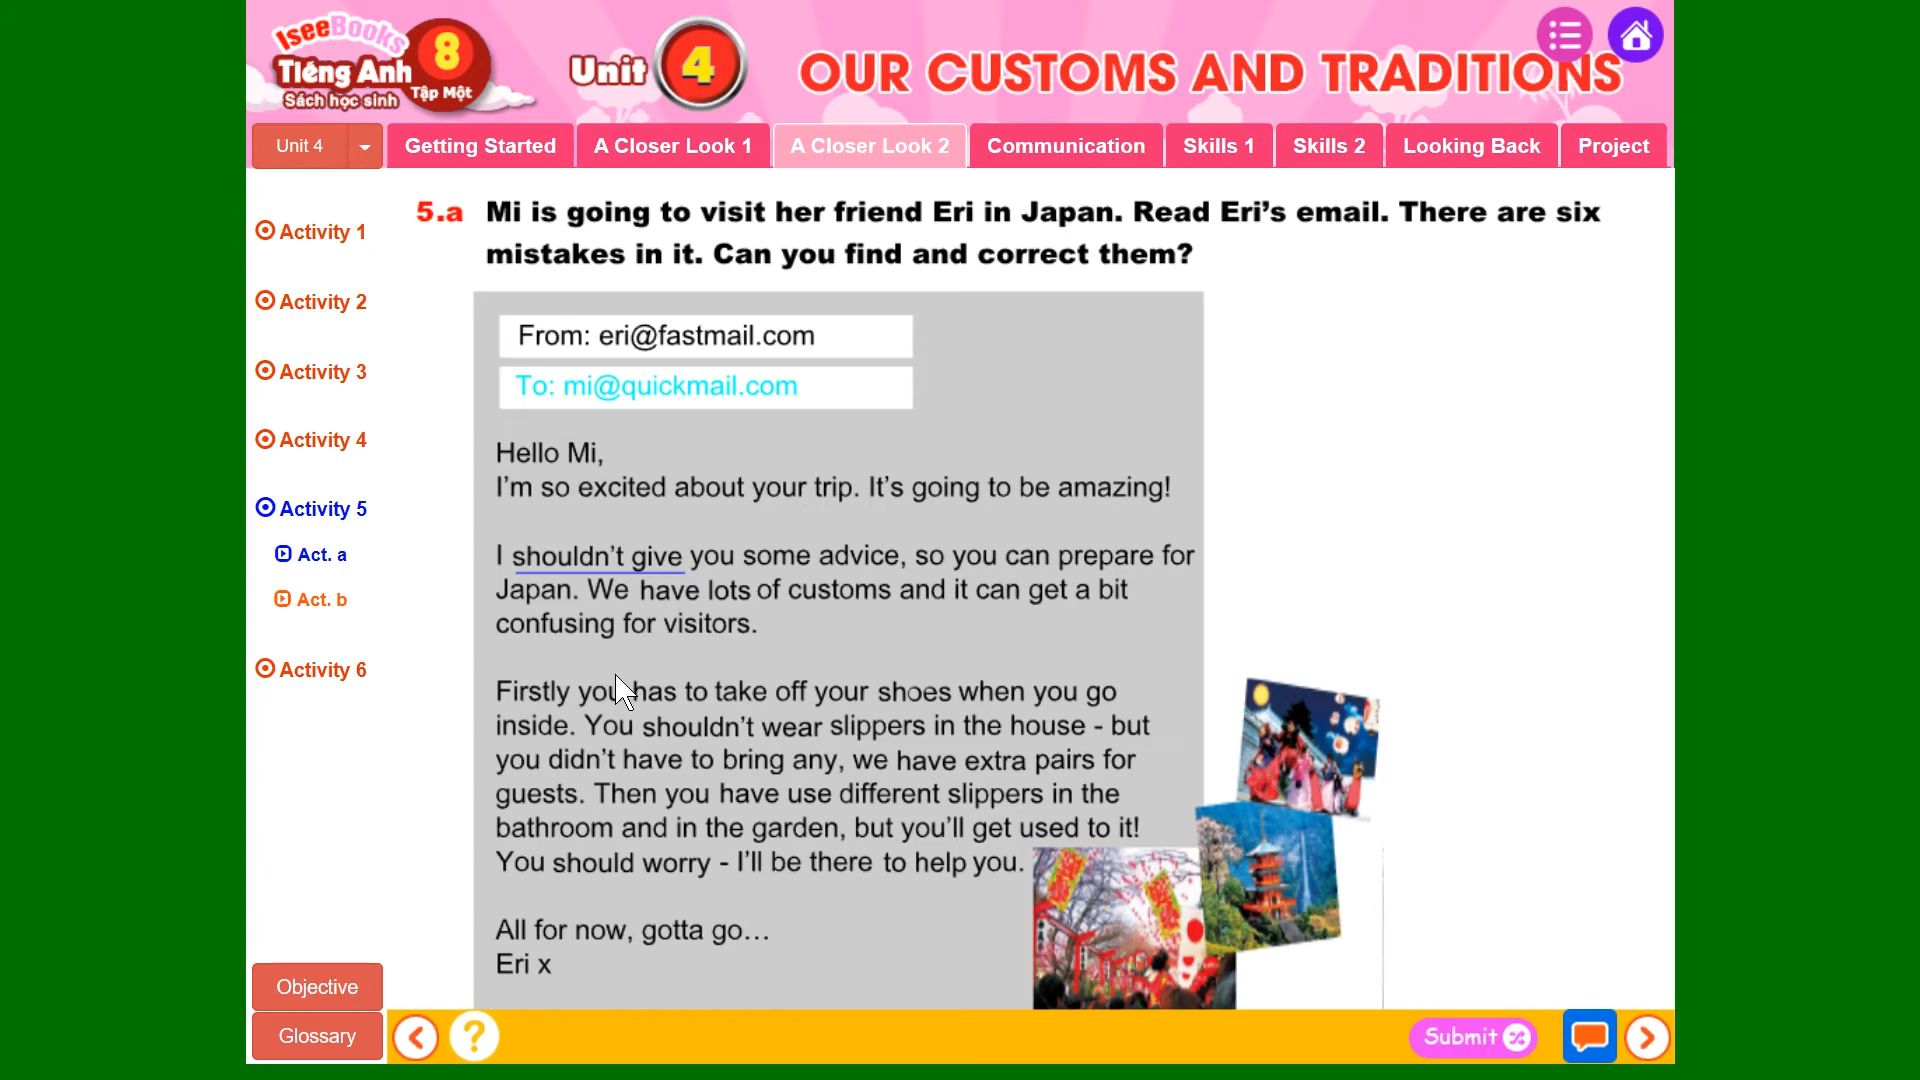 IseeBooks
Tiếng Anh 8
Sách học sinh Tập Một
Unit 4
OUR CUSTOMS AND TRADITIONS
Unit 4
Getting Started
A Closer Look 1
A Closer Look 2
Communication
Skills 1
Skills 2
Looking Back
Project
Activity 1
Activity 2
Activity 3
Activity 4
Activity 5
Act. a
Act. b
Activity 6
Objective
Glossary
5.a Mi is going to visit her friend Eri in Japan. Read Eri's email. There are six
mistakes in it. Can you find and correct them?
From: eri@fastmail.com
To: mi@quickmail.com
Hello Mi,
I'm so excited about your trip. It's going to be amazing!
I shouldn't give you some advice, so you can prepare for
Japan. We have lots of customs and it can get a bit
confusing for visitors.
Firstly you has to take off your shoes when you go
inside. You shouldn't wear slippers in the house - but
you didn't have to bring any, we have extra pairs for
guests. Then you have use different slippers in the
bathroom and in the garden, but you'll get used to it!
You should worry - I'll be there to help you.
All for now, gotta go…
Eri x
?
Submit